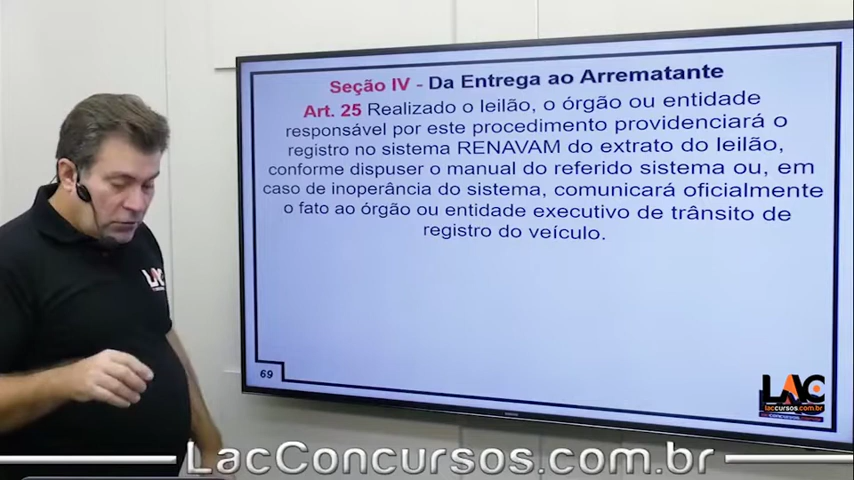 Seção IV - Da Entrega ao Arrematante
Art. 25 Realizado o leilão, o órgão ou entidade
responsável por este procedimento providenciará o
registro no sistema RENAVAM do extrato do leilão,
conforme dispuser o manual do referido sistema ou, em
caso de inoperância do sistema, comunicará oficialmente
o fato ao órgão ou entidade executivo de trânsito de
registro do veículo.
69
LAC
LAC
laccursos.com.br
LacConcursos.com.br